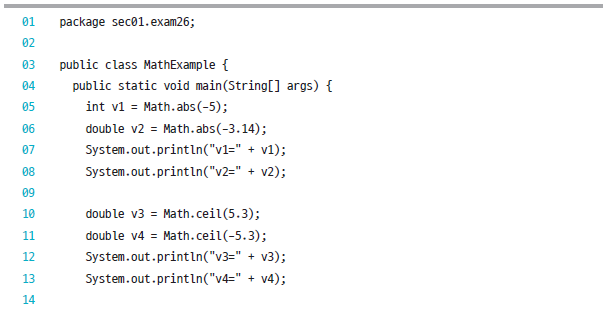 01 package sec01.exam26;
02
03 public class MathExample {
04 public static void main(String[] args) {
05 int v1 = Math.abs(-5);
06 double v2 = Math.abs(-3.14);
07 System.out.println("v1=" + v1);
08 System.out.println("v2=" + v2);
09
10 double v3 = Math.ceil(5.3);
11 double v4 = Math.ceil(-5.3);
12 System.out.println("v3=" + v3);
13 System.out.println("v4=" + v4);
14